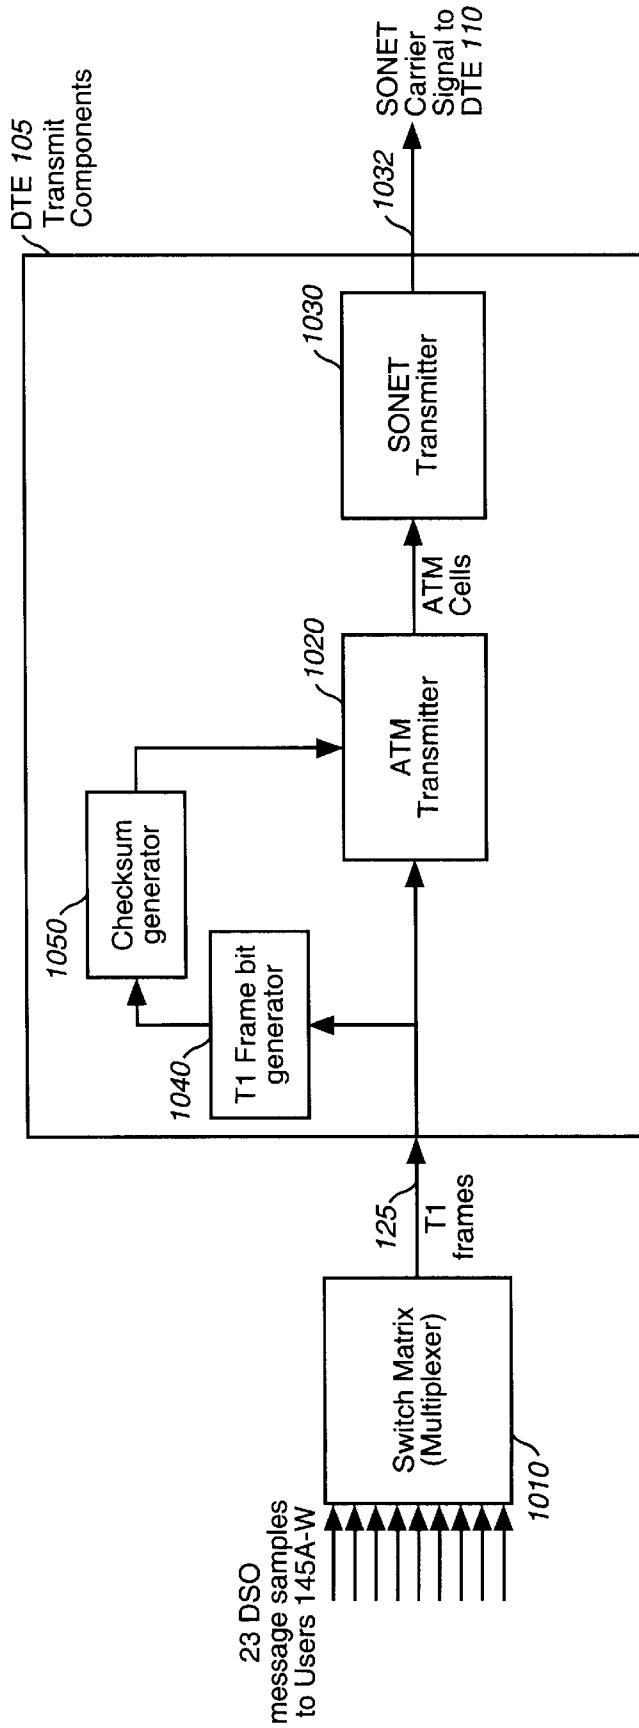 23 DSO
message samples
to Users 145A-W
Switch Matrix
(Multiplexer)
1010
125
T1
frames
DTE 105
Transmit
Components
1040
T1 Frame bit
generator
1050
Checksum
generator
1020
ATM
Transmitter
ATM
Cells
1030
SONET
Transmitter
1032
SONET
Carrier
Signal to
DTE 110